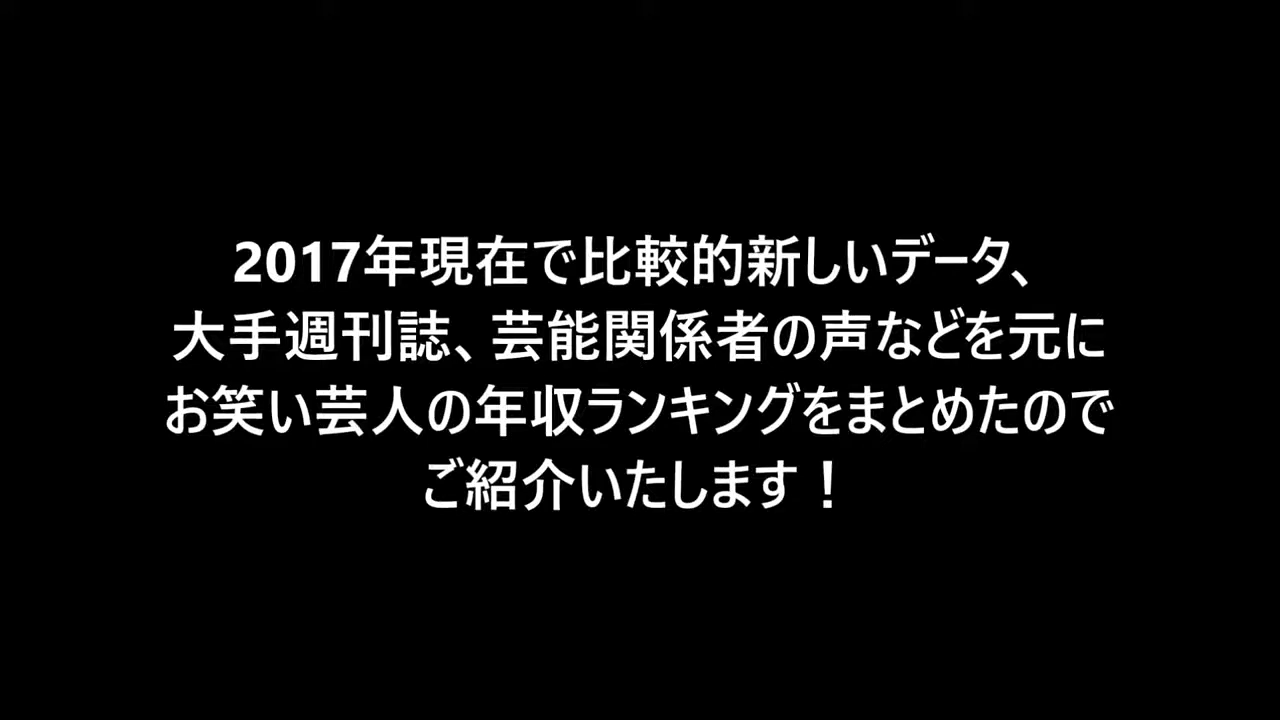 2017年現在で比較的新しいデータ、
大手週刊誌、芸能関係者の声などを元に
お笑い芸人の年収ランキングをまとめたので
ご紹介いたします！